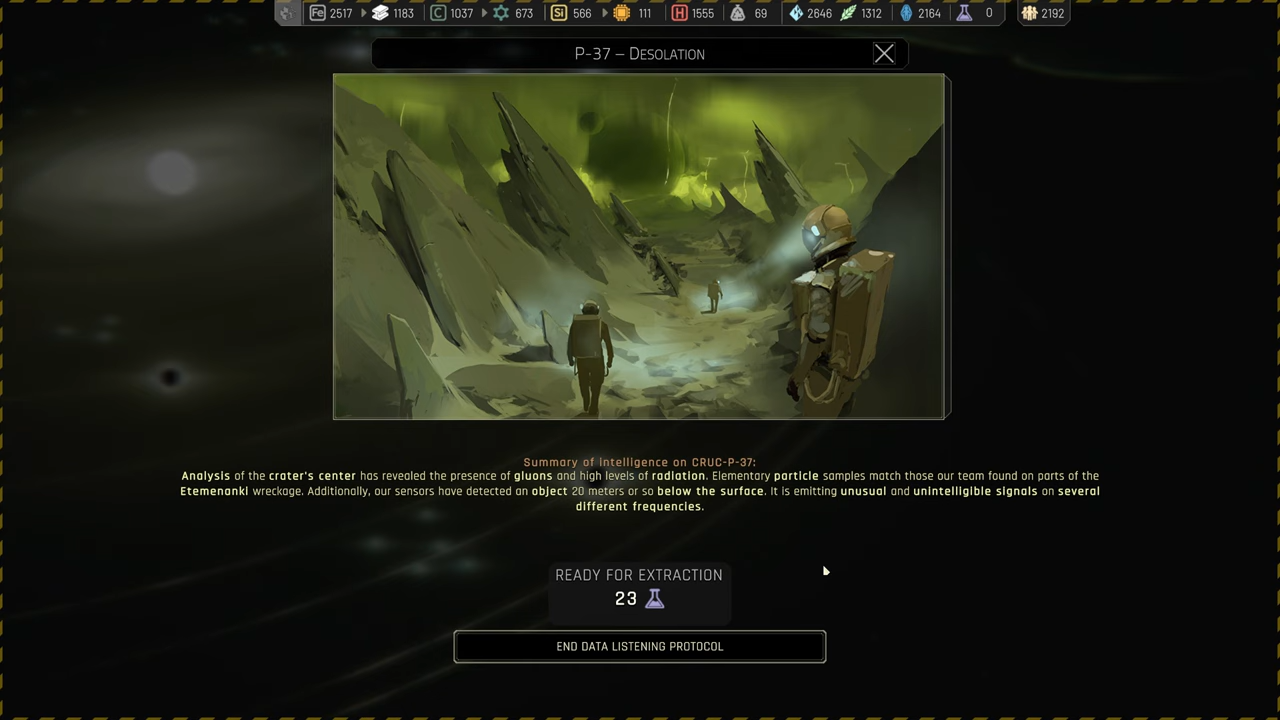 Fe 2517 1183 C 1037 673 Si 566 111 H 1555 69 2646 1312 2164 0 2192
P-37 – Desolation
Summary of intelligence on CRUC-P-37:
Analysis of the crater's center has revealed the presence of gluons and high levels of radiation. Elementary particle samples match those our team found on parts of the
Etemenanki wreckage. Additionally, our sensors have detected an object 20 meters or so below the surface. It is emitting unusual and unintelligible signals on several
different frequencies.
READY FOR EXTRACTION
23
END DATA LISTENING PROTOCOL